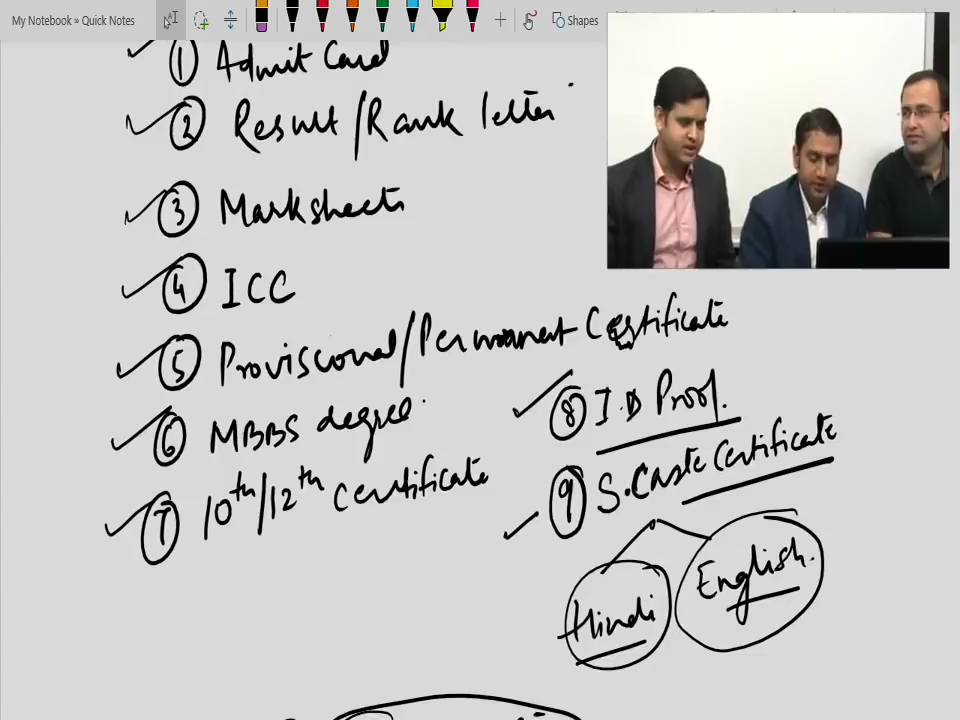 My Notebook » Quick Notes
Shapes
① Admit Card
② Result/Rank letter
③ Marksheets
④ ICC
⑤ Provisional/Permanent Certificate
⑥ MBBS degree
⑦ 10th/12th certificate
⑧ I.D Proof.
⑨ S.Caste Certificate
Hindi English.